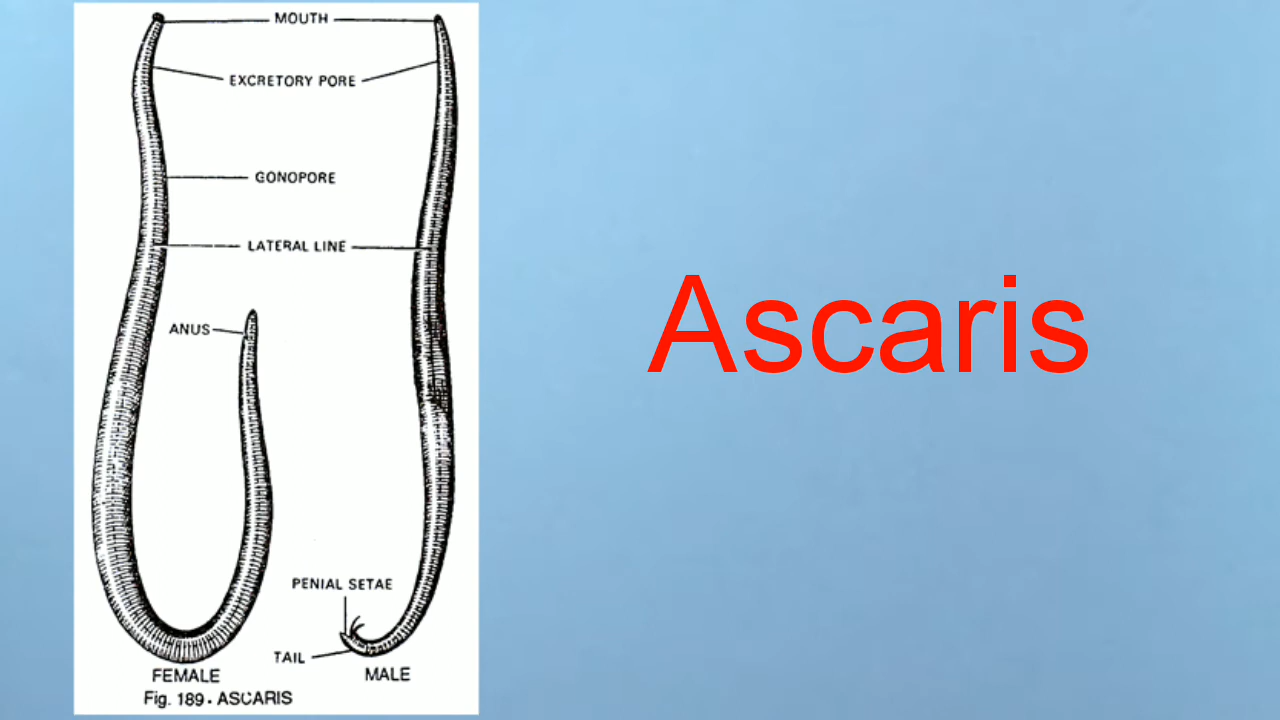 MOUTH
EXCRETORY PORE
GONOPORE
LATERAL LINE
ANUS
PENIAL SETAE
TAIL
FEMALE
MALE
Fig. 189. ASCARIS
Ascaris